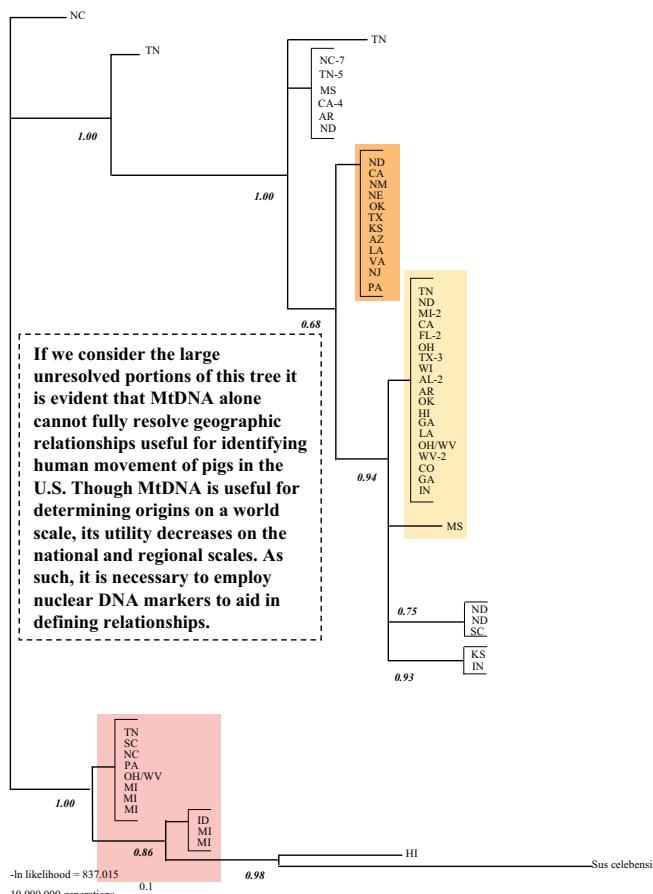 NC
TN
TN
NC-7
TN-5
MS
CA-4
AR
ND
1.00
ND
CA
NM
NE
OK
TX
KS
AZ
LA
VA
NJ
PA
1.00
TN
ND
MI-2
CA
FL-2
OH
TX-3
WI
AL-2
AR
OK
HI
GA
LA
OH/WV
WV-2
CO
GA
IN
0.68
If we consider the large
unresolved portions of this tree it
is evident that MtDNA alone
cannot fully resolve geographic
relationships useful for identifying
human movement of pigs in the
U.S. Though MtDNA is useful for
determining origins on a world
scale, its utility decreases on the
national and regional scales. As
such, it is necessary to employ
nuclear DNA markers to aid in
defining relationships.
0.94
MS
0.75
ND
ND
SC
KS
IN
0.93
TN
SC
NC
PA
OH/WV
MI
MI
MI
1.00
ID
MI
MI
0.86
HI
Sus celebensi
0.98
-ln likelihood = 837.015
0.1
10,000,000 generations